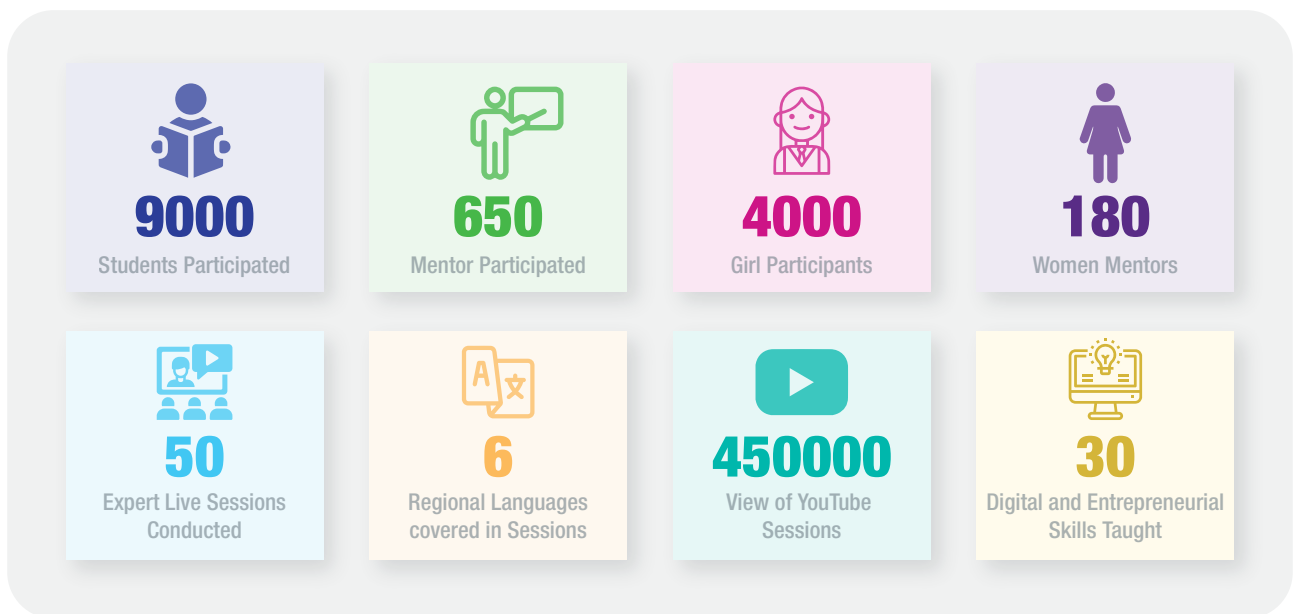 9000
Students Participated
650
Mentor Participated
4000
Girl Participants
180
Women Mentors
50
Expert Live Sessions
Conducted
A
6
Regional Languages
covered in Sessions
450000
View of YouTube
Sessions
30
Digital and Entrepreneurial
Skills Taught